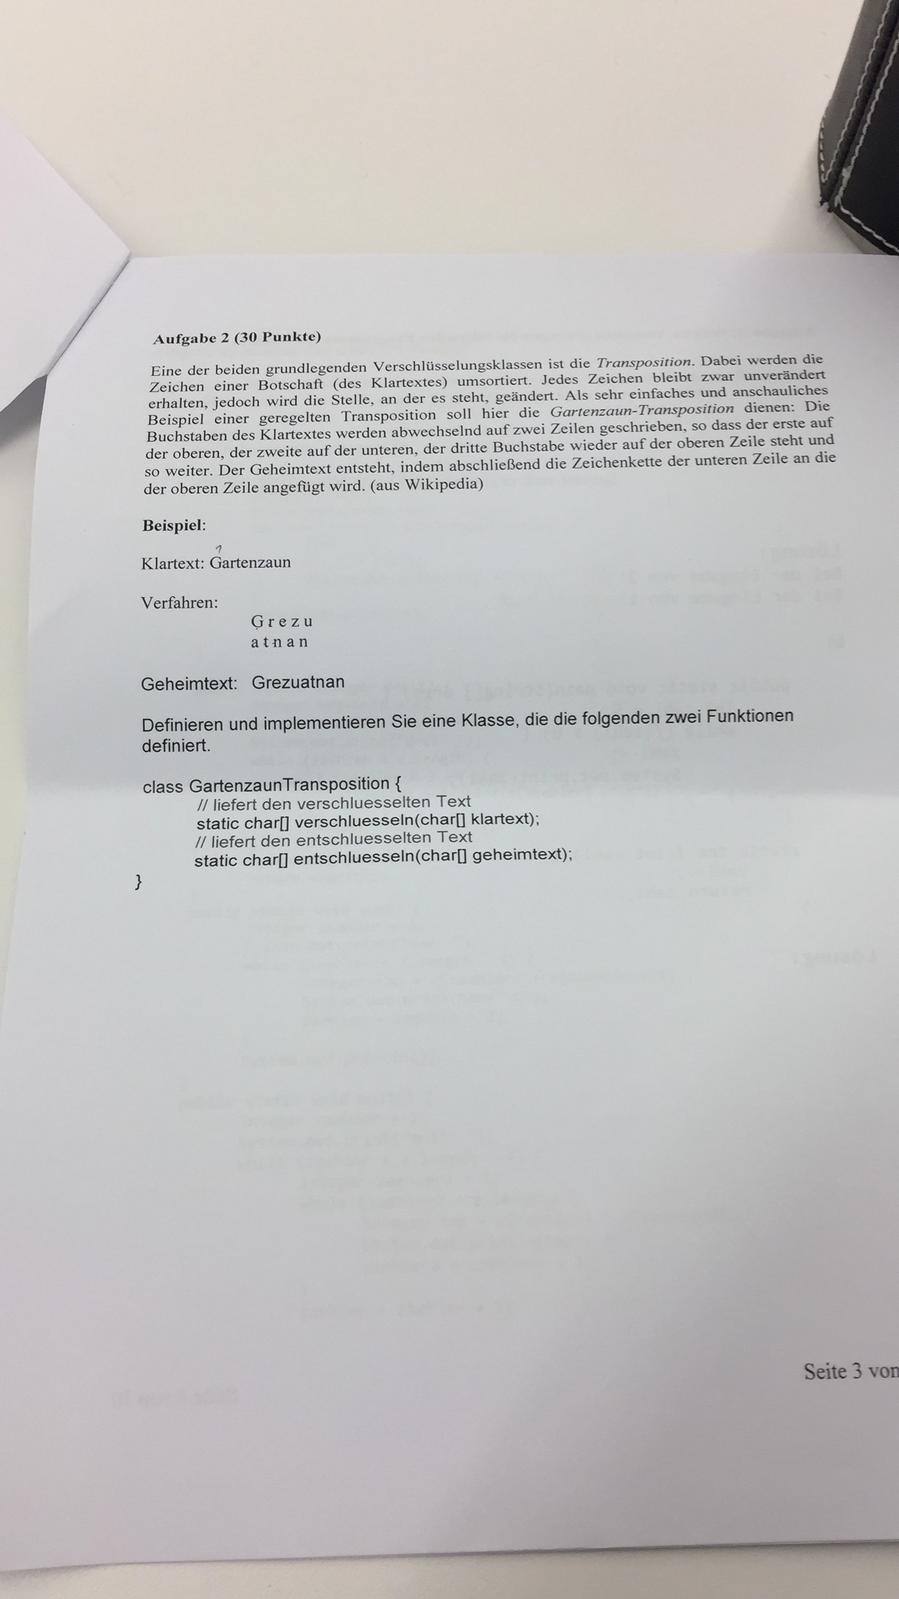 Aufgabe 2 (30 Punkte)
Eine der beiden grundlegenden Verschlüsselungsklassen ist die Transposition. Dabei werden die
Zeichen einer Botschaft (des Klartextes) umsortiert. Jedes Zeichen bleibt zwar unverändert
erhalten, jedoch wird die Stelle, an der es steht, geändert. Als sehr einfaches und anschauliches
Beispiel einer geregelten Transposition soll hier die Gartenzaun-Transposition dienen: Die
Buchstaben des Klartextes werden abwechselnd auf zwei Zeilen geschrieben, so dass der erste auf
der oberen, der zweite auf der unteren, der dritte Buchstabe wieder auf der oberen Zeile steht und
so weiter. Der Geheimtext entsteht, indem abschließend die Zeichenkette der unteren Zeile an die
der oberen Zeile angefügt wird. (aus Wikipedia)
Beispiel:
Klartext: Gartenzaun
Verfahren:
G r e z u
a t n a n
Geheimtext: Grezuatnan
Definieren und implementieren Sie eine Klasse, die die folgenden zwei Funktionen
definiert.
class GartenzaunTransposition {
// liefert den verschluesselten Text
static char[] verschluesseln(char[] klartext);
// liefert den entschluesselten Text
static char[] entschluesseln(char[] geheimtext);
}
Seite 3 von